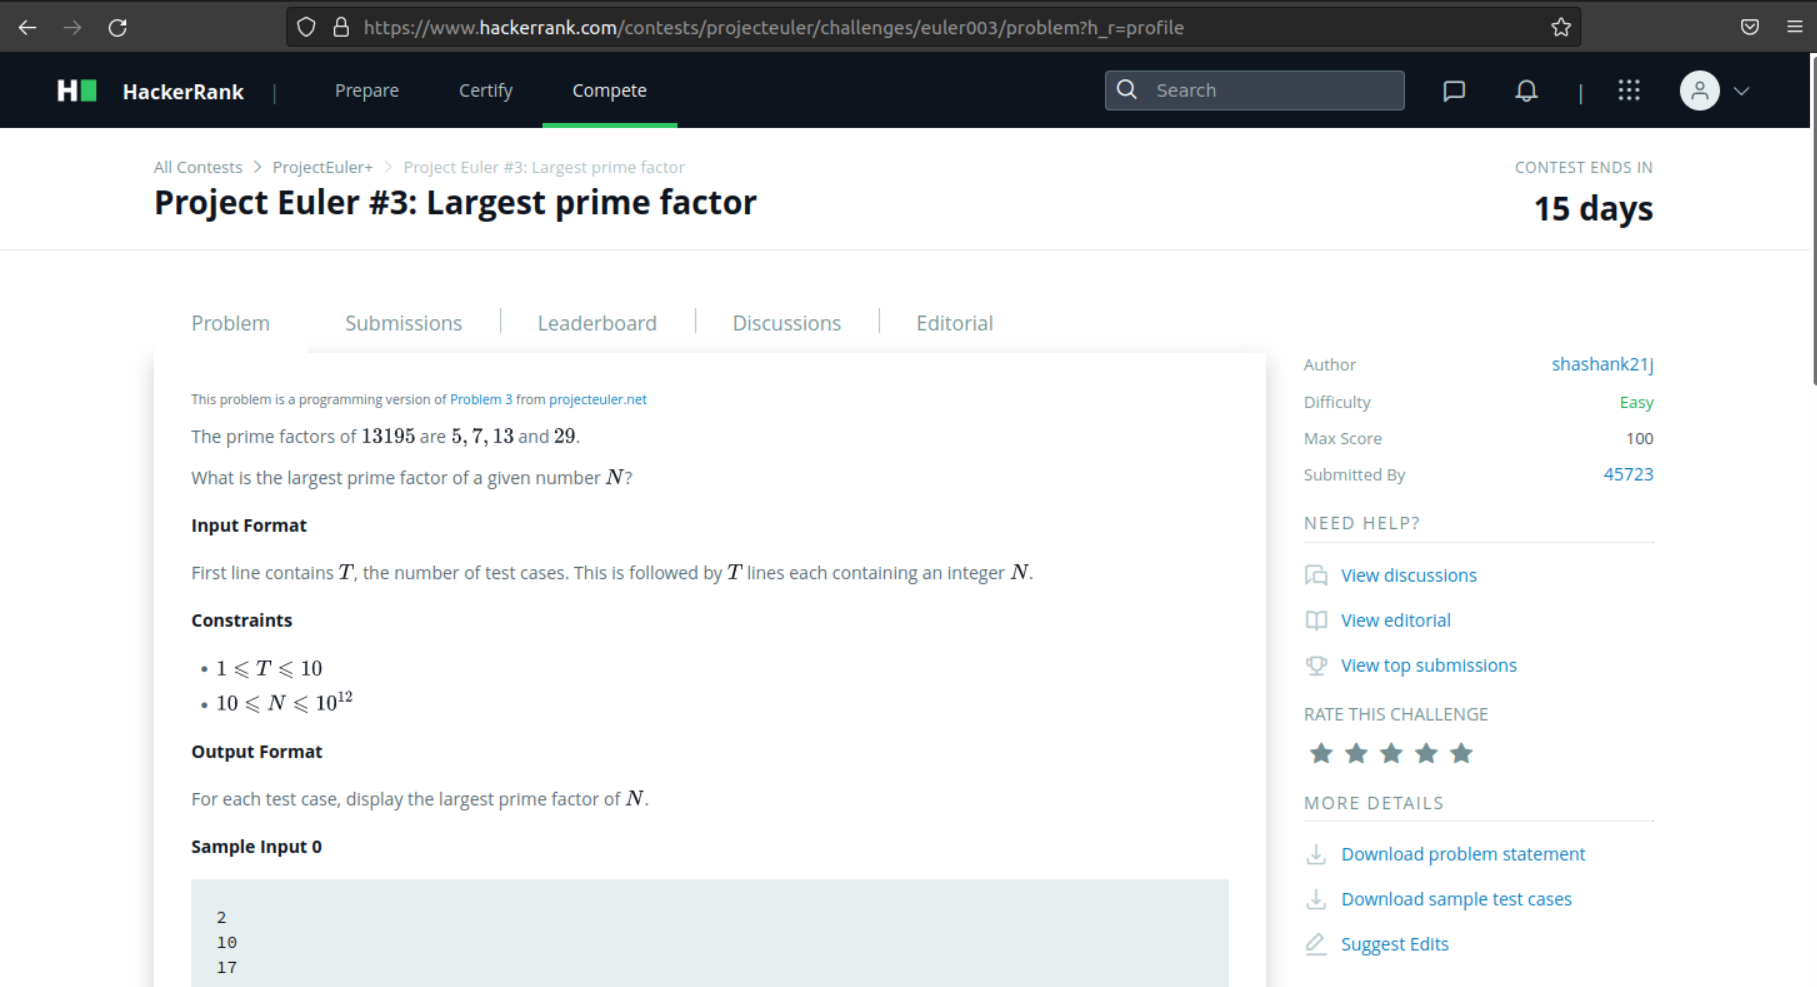 https://www.hackerrank.com/contests/projecteuler/challenges/euler003/problem?h_r=profile
H HackerRank | Prepare Certify Compete Search |
All Contests > ProjectEuler+ > Project Euler #3: Largest prime factor
CONTEST ENDS IN
Project Euler #3: Largest prime factor
15 days
Problem Submissions Leaderboard Discussions Editorial
This problem is a programming version of Problem 3 from projecteuler.net
The prime factors of 13195 are 5, 7, 13 and 29.
What is the largest prime factor of a given number N?
Input Format
First line contains T, the number of test cases. This is followed by T lines each containing an integer N.
Constraints
• 1 ⩽ T ⩽ 10
• 10 ⩽ N ⩽ 10¹²
Output Format
For each test case, display the largest prime factor of N.
Sample Input 0
2
10
17
Author shashank21j
Difficulty Easy
Max Score 100
Submitted By 45723
NEED HELP?
View discussions
View editorial
View top submissions
RATE THIS CHALLENGE
MORE DETAILS
Download problem statement
Download sample test cases
Suggest Edits